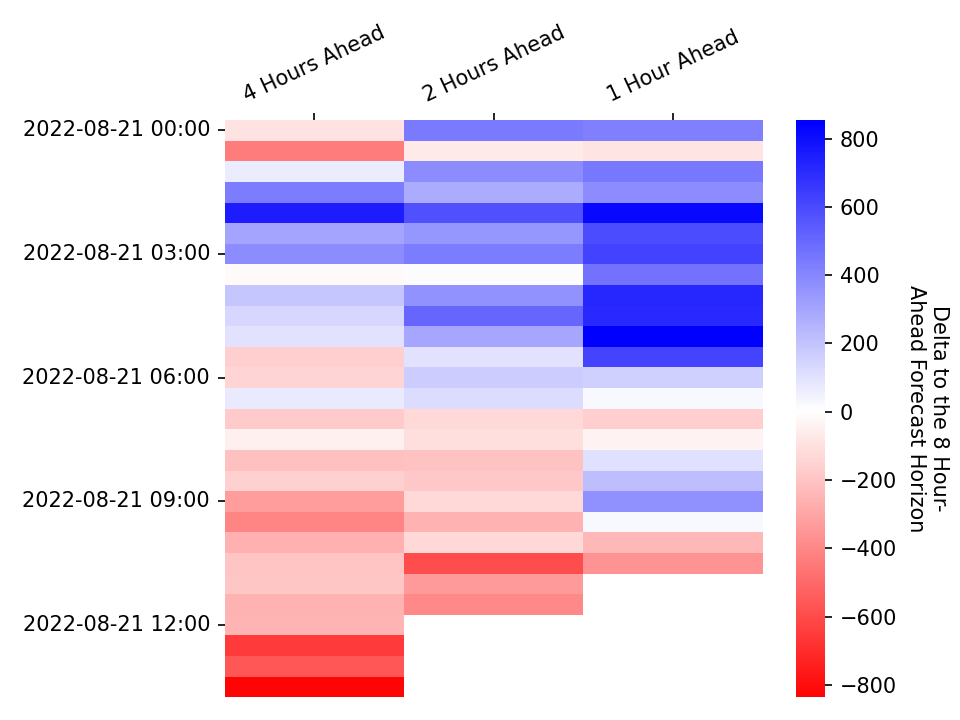 4 Hours Ahead
2 Hours Ahead
1 Hour Ahead
2022-08-21 00:00
2022-08-21 03:00
2022-08-21 06:00
2022-08-21 09:00
2022-08-21 12:00
800
600
400
200
0
−200
−400
−600
−800
Delta to the 8 Hour-
Ahead Forecast Horizon